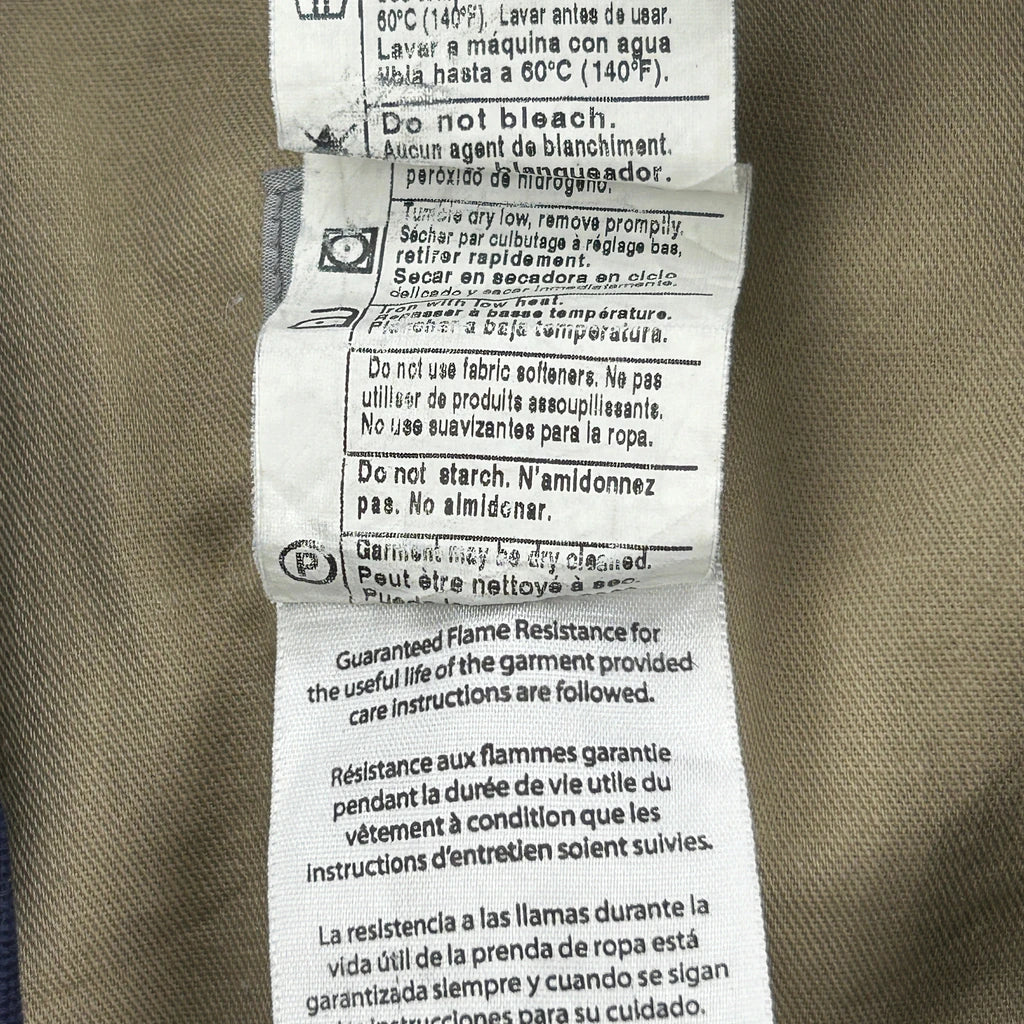 60°C (140°F). Lavar antes de usar.
Lavar a máquina con agua
hasta a 60°C (140°F).
Do not bleach.
Aucun agent de blanchiment.
blanqueador.
peróxido de hidrógeno.
Tumble dry low, remove promptly.
Sécher par culbutage à réglage bas,
retirer rapidement.
Secar en secadora en ciclo
delicado y sacar inmediatamente.
Iron with low heat.
Repasser à basse température.
Planchar a baja temperatura.
Do not use fabric softeners. Ne pas
utiliser de produits assouplissants.
No use suavizantes para la ropa.
Do not starch. N'amidonnez
pas. No almidonar.
P
Garment may be dry cleaned.
Peut être nettoyé à sec.
Guaranteed Flame Resistance for
the useful life of the garment provided
care instructions are followed.
Résistance aux flammes garantie
pendant la durée de vie utile du
vêtement à condition que les
instructions d'entretien soient suivies.
La resistencia a las llamas durante la
vida útil de la prenda de ropa está
garantizada siempre y cuando se sigan
instrucciones para su cuidado.